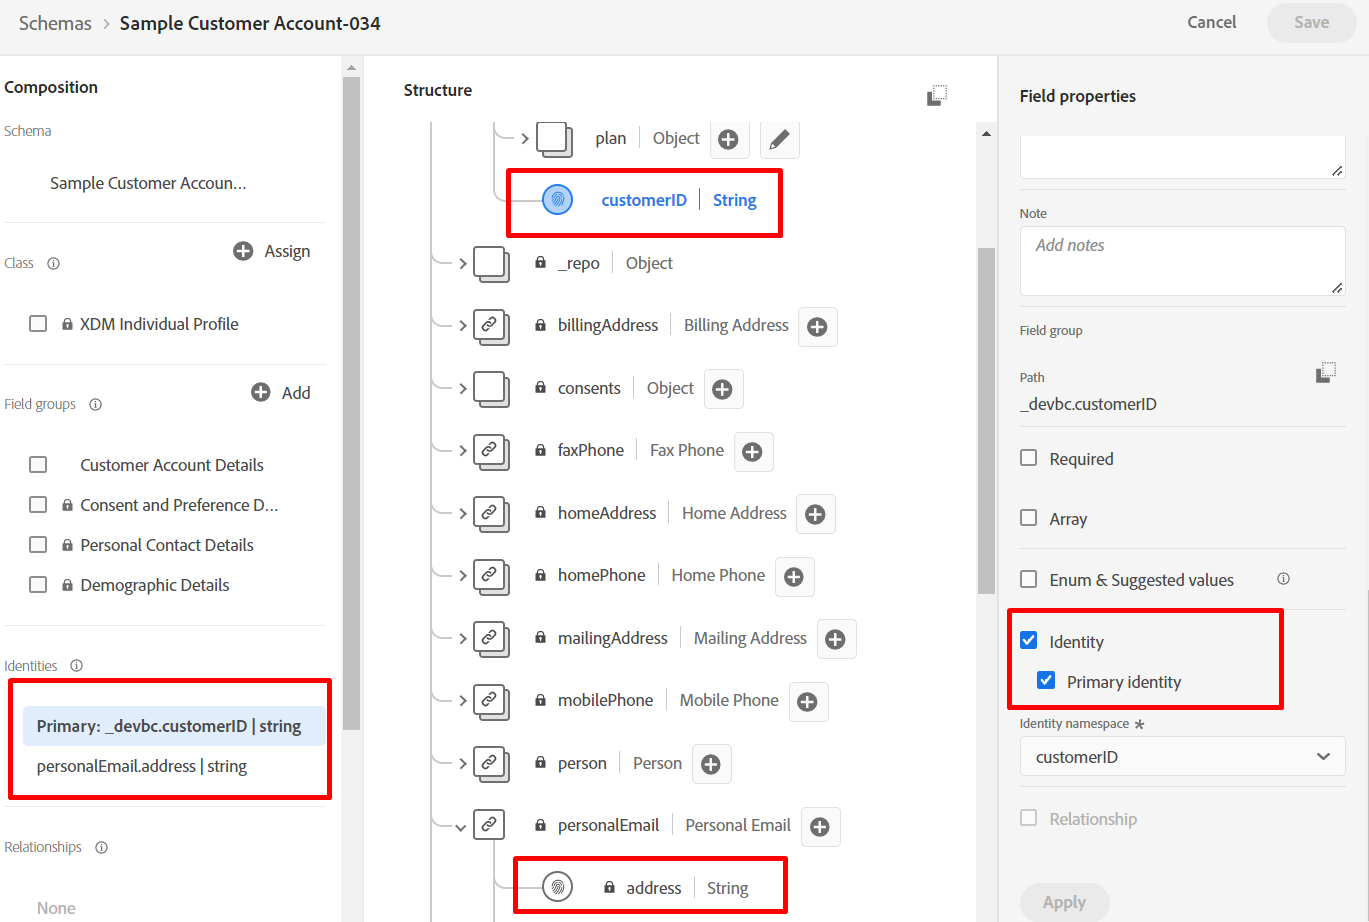 Schemas > Sample Customer Account-034
Cancel
Save
Composition
Schema
Sample Customer Accoun...
Assign
Class
XDM Individual Profile
Add
Field groups
Customer Account Details
Consent and Preference D...
Personal Contact Details
Demographic Details
Identities
Primary: _devbc.customerID | string
personalEmail.address | string
Relationships
None
Structure
plan | Object
customerID | String
_repo | Object
billingAddress | Billing Address
consents | Object
faxPhone | Fax Phone
homeAddress | Home Address
homePhone | Home Phone
mailingAddress | Mailing Address
mobilePhone | Mobile Phone
person | Person
personalEmail | Personal Email
address | String
Field properties
Note
Add notes
Field group
Path
_devbc.customerID
Required
Array
Enum & Suggested values
Identity
Primary identity
Identity namespace *
customerID
Relationship
Apply